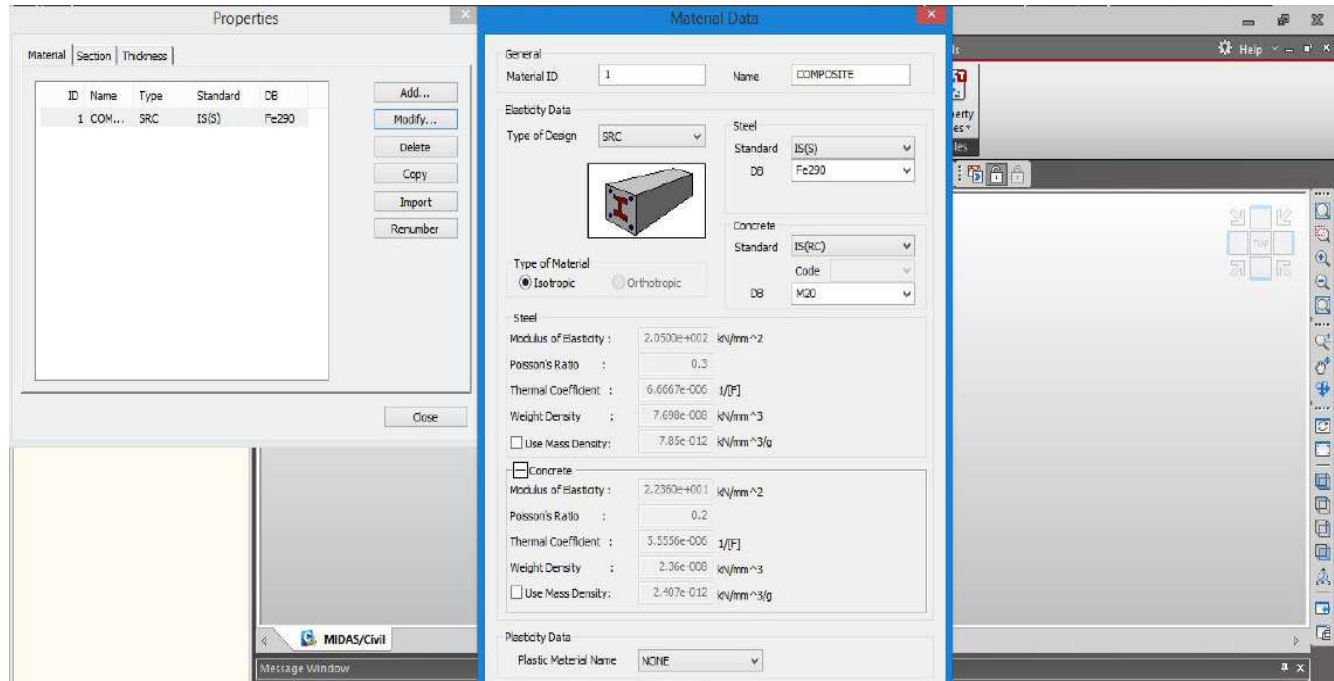 Properties
Material Section Thickness
ID Name Type Standard DB
1 COM... SRC IS(S) Fe290
Add...
Modify...
Delete
Copy
Import
Renumber
Close
MIDAS/Civil
Message Window
Material Data
General
Material ID 1 Name COMPOSITE
Elasticity Data
Type of Design SRC
Steel
Standard IS(S)
DB Fe290
Concrete
Standard IS(RC)
Code
DB M20
Type of Material
Isotropic Orthotropic
Steel
Modulus of Elasticity : 2.0500e+002 kN/mm^2
Poisson's Ratio : 0.3
Thermal Coefficient : 6.6667e-006 1/[F]
Weight Density : 7.698e-008 kN/mm^3
Use Mass Density: 7.85e-012 kN/mm^3/g
Concrete
Modulus of Elasticity : 2.2360e+001 kN/mm^2
Poisson's Ratio : 0.2
Thermal Coefficient : 5.5556e-006 1/[F]
Weight Density : 2.36e-008 kN/mm^3
Use Mass Density: 2.407e-012 kN/mm^3/g
Plasticity Data
Plastic Material Name NONE
Help
erty
es
les
TOP